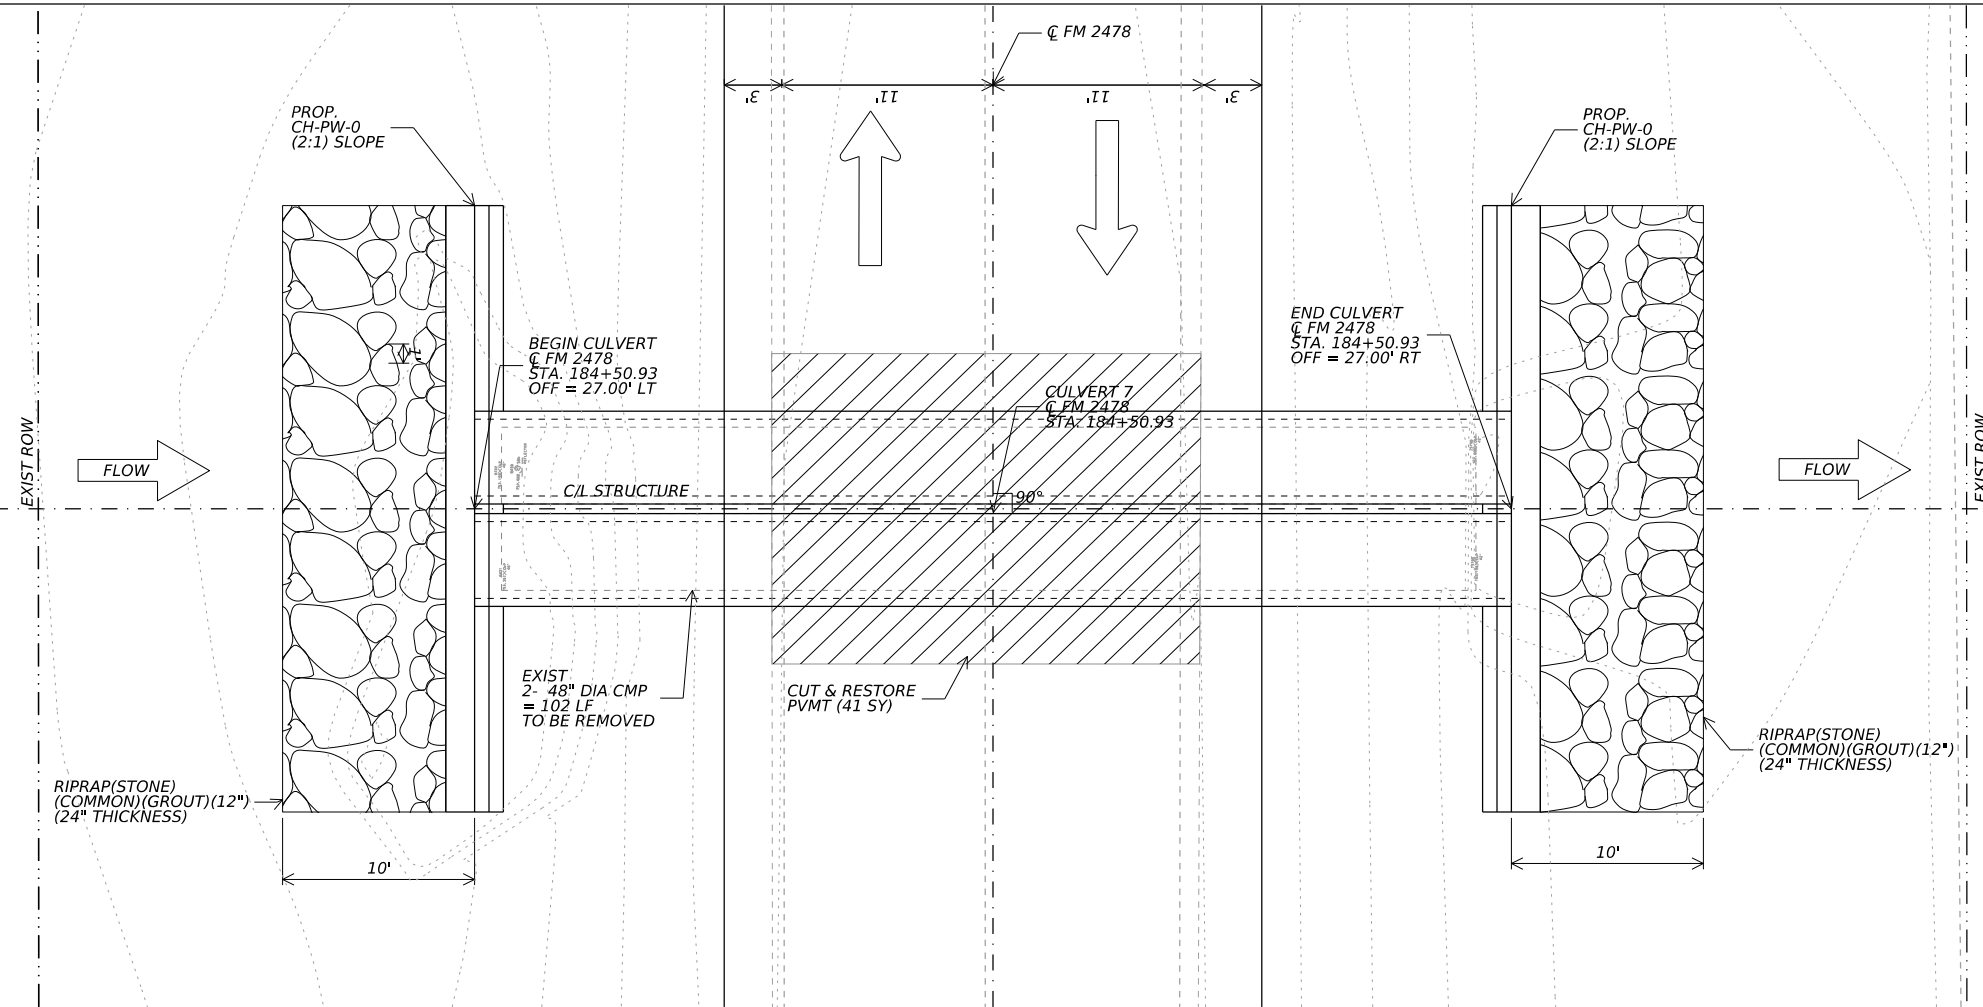 ℄ FM 2478
3'
11'
11'
3'
PROP.
CH-PW-0
(2:1) SLOPE
PROP.
CH-PW-0
(2:1) SLOPE
BEGIN CULVERT
℄ FM 2478
STA. 184+50.93
OFF = 27.00' LT
END CULVERT
℄ FM 2478
STA. 184+50.93
OFF = 27.00' RT
1'
CULVERT 7
℄ FM 2478
STA. 184+50.93
EXIST ROW
FLOW
C/L STRUCTURE
90°
FLOW
EXIST ROW
EXIST
2- 48" DIA CMP
= 102 LF
TO BE REMOVED
CUT & RESTORE
PVMT (41 SY)
RIPRAP(STONE)
(COMMON)(GROUT)(12")
(24" THICKNESS)
RIPRAP(STONE)
(COMMON)(GROUT)(12")
(24" THICKNESS)
10'
10'